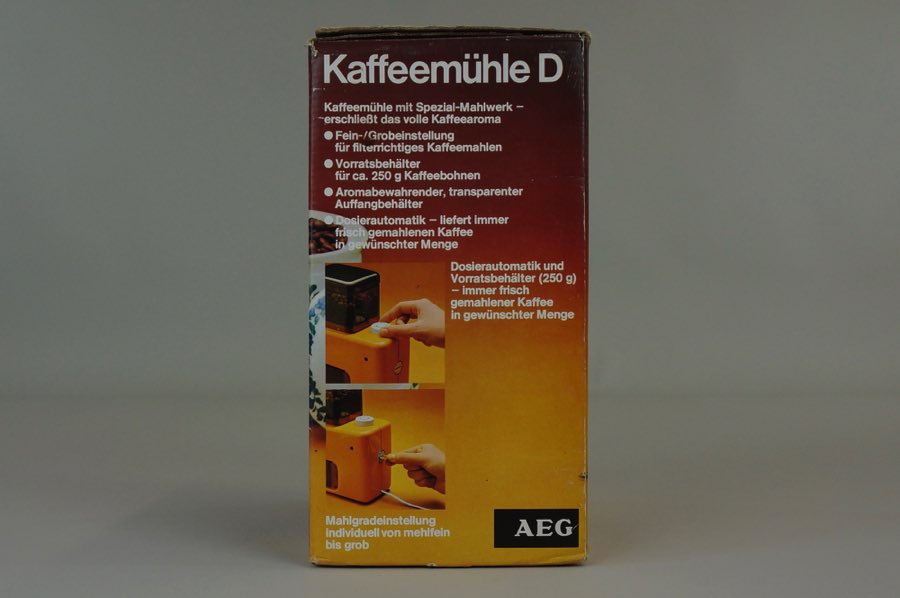 Kaffeemühle D
Kaffeemühle mit Spezial-Mahlwerk –
erschließt das volle Kaffeearoma
● Fein-/Grobeinstellung
für filterrichtiges Kaffeemahlen
● Vorratsbehälter
für ca. 250 g Kaffeebohnen
● Aromabewahrender, transparenter
Auffangbehälter
● Dosierautomatik – liefert immer
frisch gemahlenen Kaffee
in gewünschter Menge
Dosierautomatik und
Vorratsbehälter (250 g)
– immer frisch
gemahlener Kaffee
in gewünschter Menge
Mahlgradeinstellung
individuell von mehlfein
bis grob
AEG